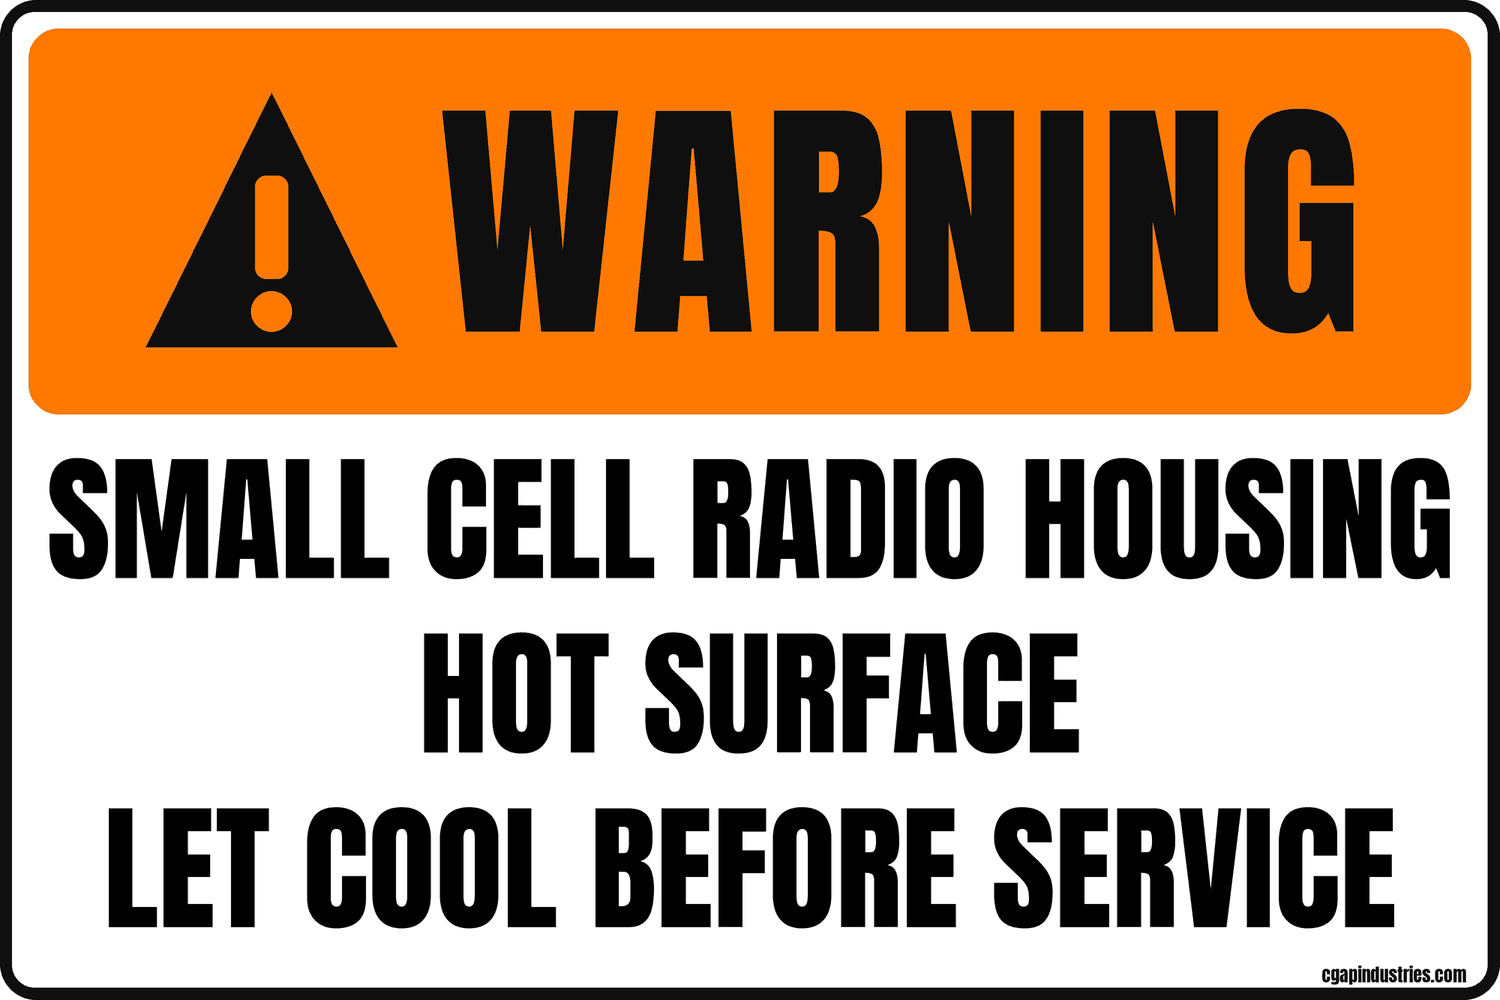 WARNING
SMALL CELL RADIO HOUSING
HOT SURFACE
LET COOL BEFORE SERVICE
cgapindustries.com